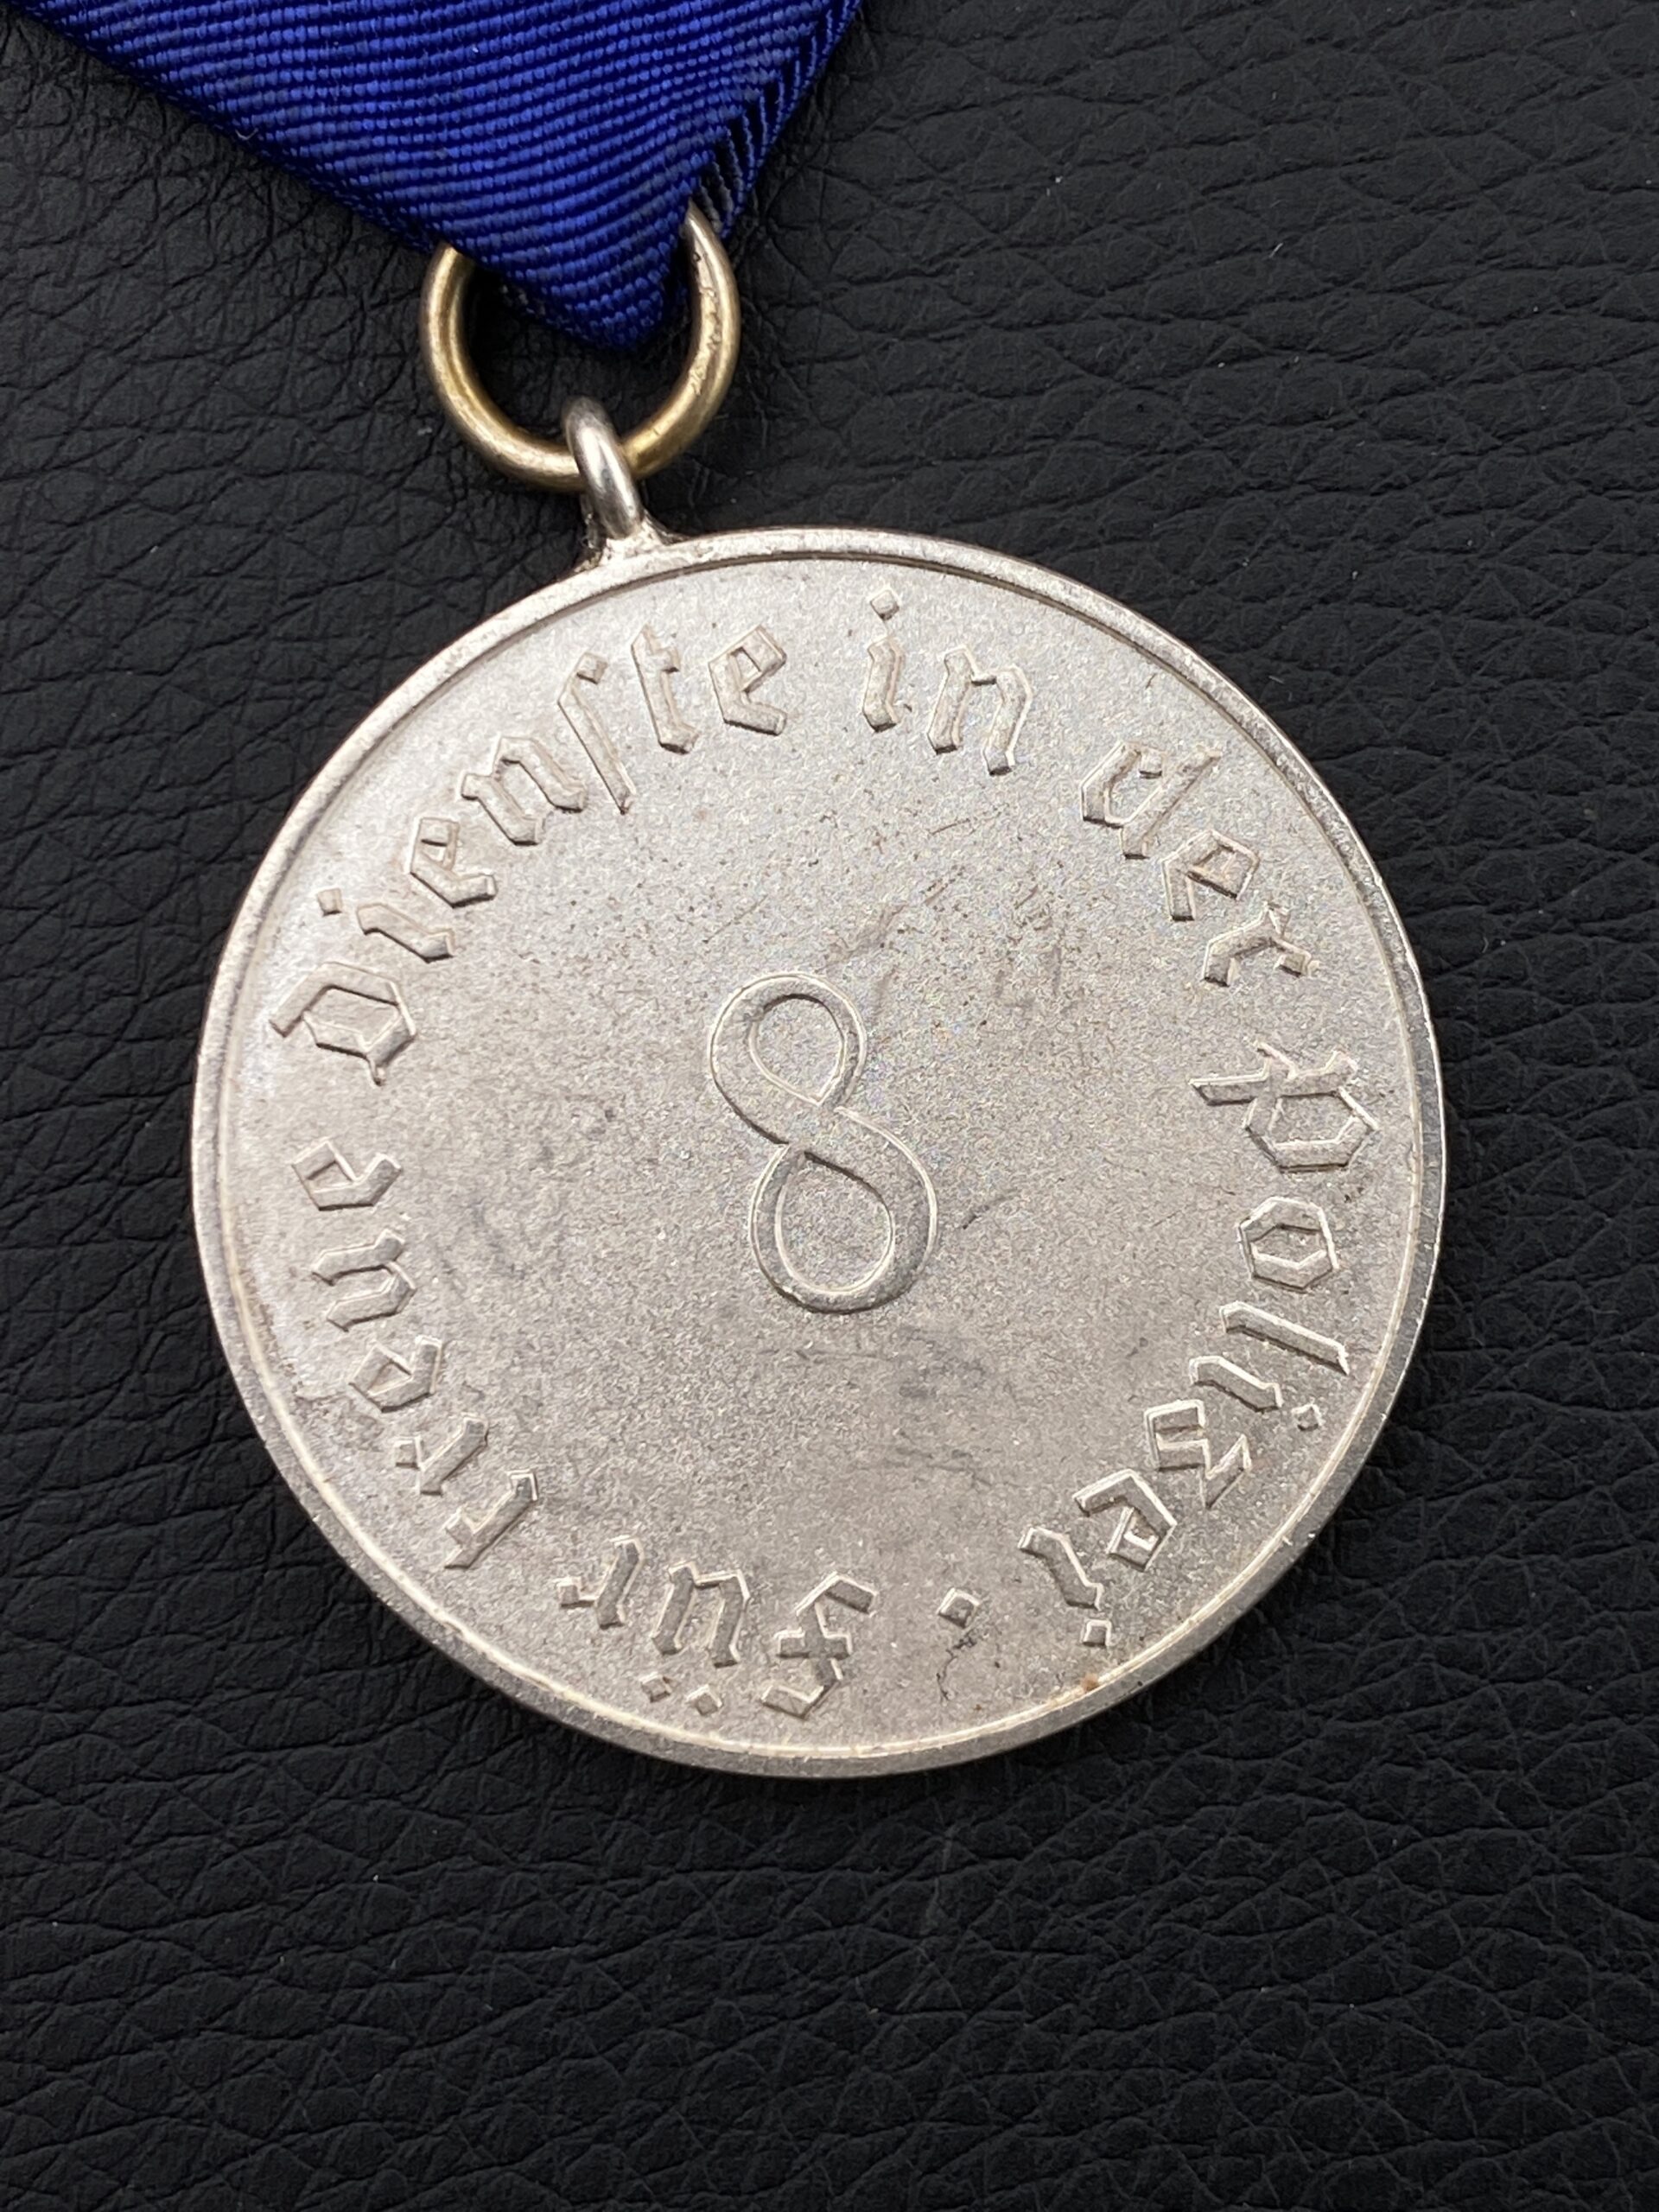 Für treue Dienste in der Polizei .
8